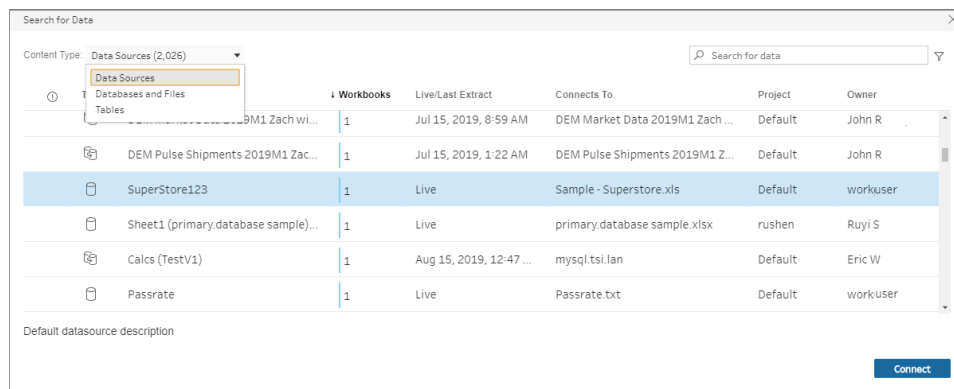 Search for Data
Content Type: Data Sources (2,026)
Search for data
Data Sources
Databases and Files
Tables
↓ Workbooks Live/Last Extract Connects To Project Owner
1 Jul 15, 2019, 8:59 AM DEM Market Data 2019M1 Zach ... Default John R
DEM Pulse Shipments 2019M1 Zac... 1 Jul 15, 2019, 1:22 AM DEM Pulse Shipments 2019M1 Z... Default John R
SuperStore123 1 Live Sample - Superstore.xls Default workuser
Sheet1 (primary.database sample)... 1 Live primary.database sample.xlsx rushen Ruyi S
Calcs (TestV1) 1 Aug 15, 2019, 12:47 ... mysql.tsi.lan Default Eric W
Passrate 1 Live Passrate.txt Default workuser
Default datasource description
Connect